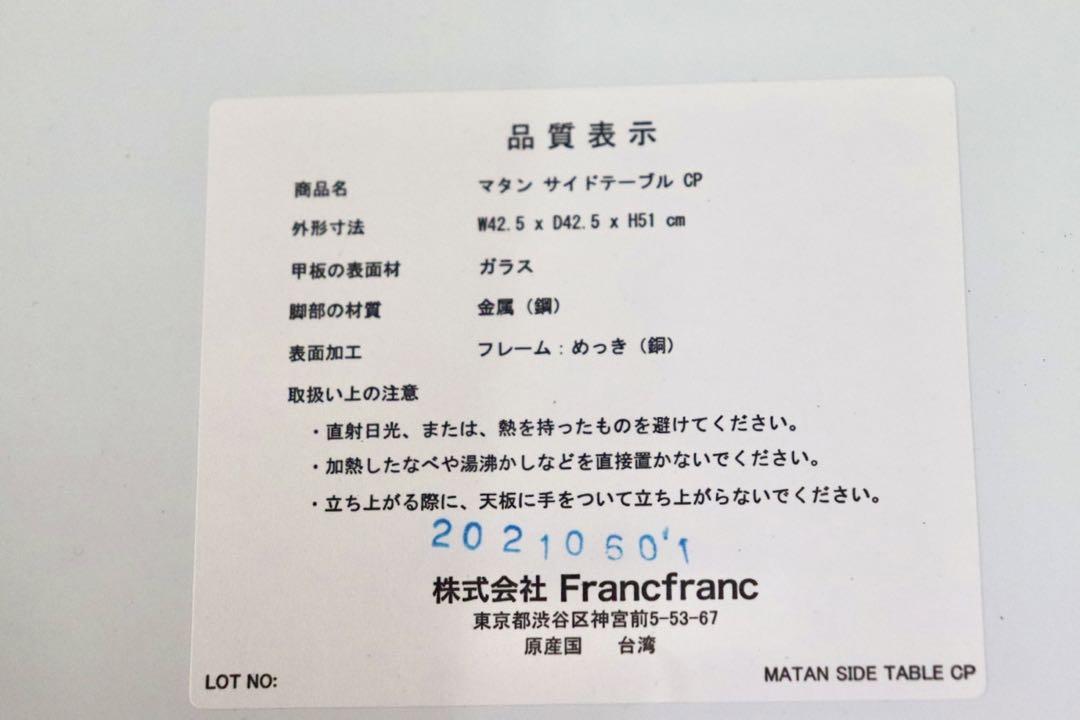 品質表示
商品名 マタン サイドテーブル CP
外形寸法 W42.5 x D42.5 x H51 cm
甲板の表面材 ガラス
脚部の材質 金属（鋼）
表面加工 フレーム：めっき（銅）
取扱い上の注意
・直射日光、または、熱を持ったものを避けてください。
・加熱したなべや湯沸かしなどを直接置かないでください。
・立ち上がる際に、天板に手をついて立ち上がらないでください。
2021060'1
株式会社 Francfranc
東京都渋谷区神宮前5-53-67
原産国 台湾
LOT NO: MATAN SIDE TABLE CP